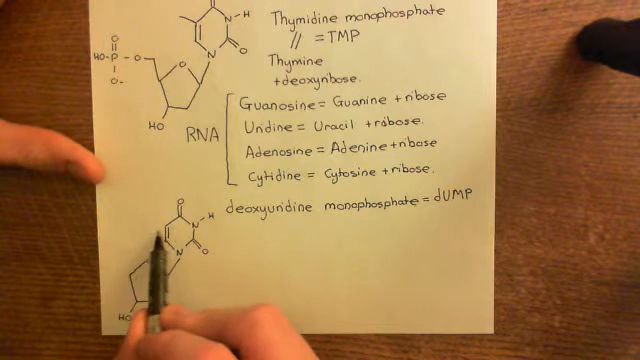 Thymidine monophosphate
// = TMP
Thymine
+deoxyribose.
N-H
O
N
O
HO-P-O
O
O-
HO
RNA
Guanosine = Guanine + ribose
Uridine = Uracil + ribose.
Adenosine = Adenine + ribose
Cytidine = Cytosine + ribose.
deoxyuridine monophosphate = dUMP
O
N-H
N
O
HO